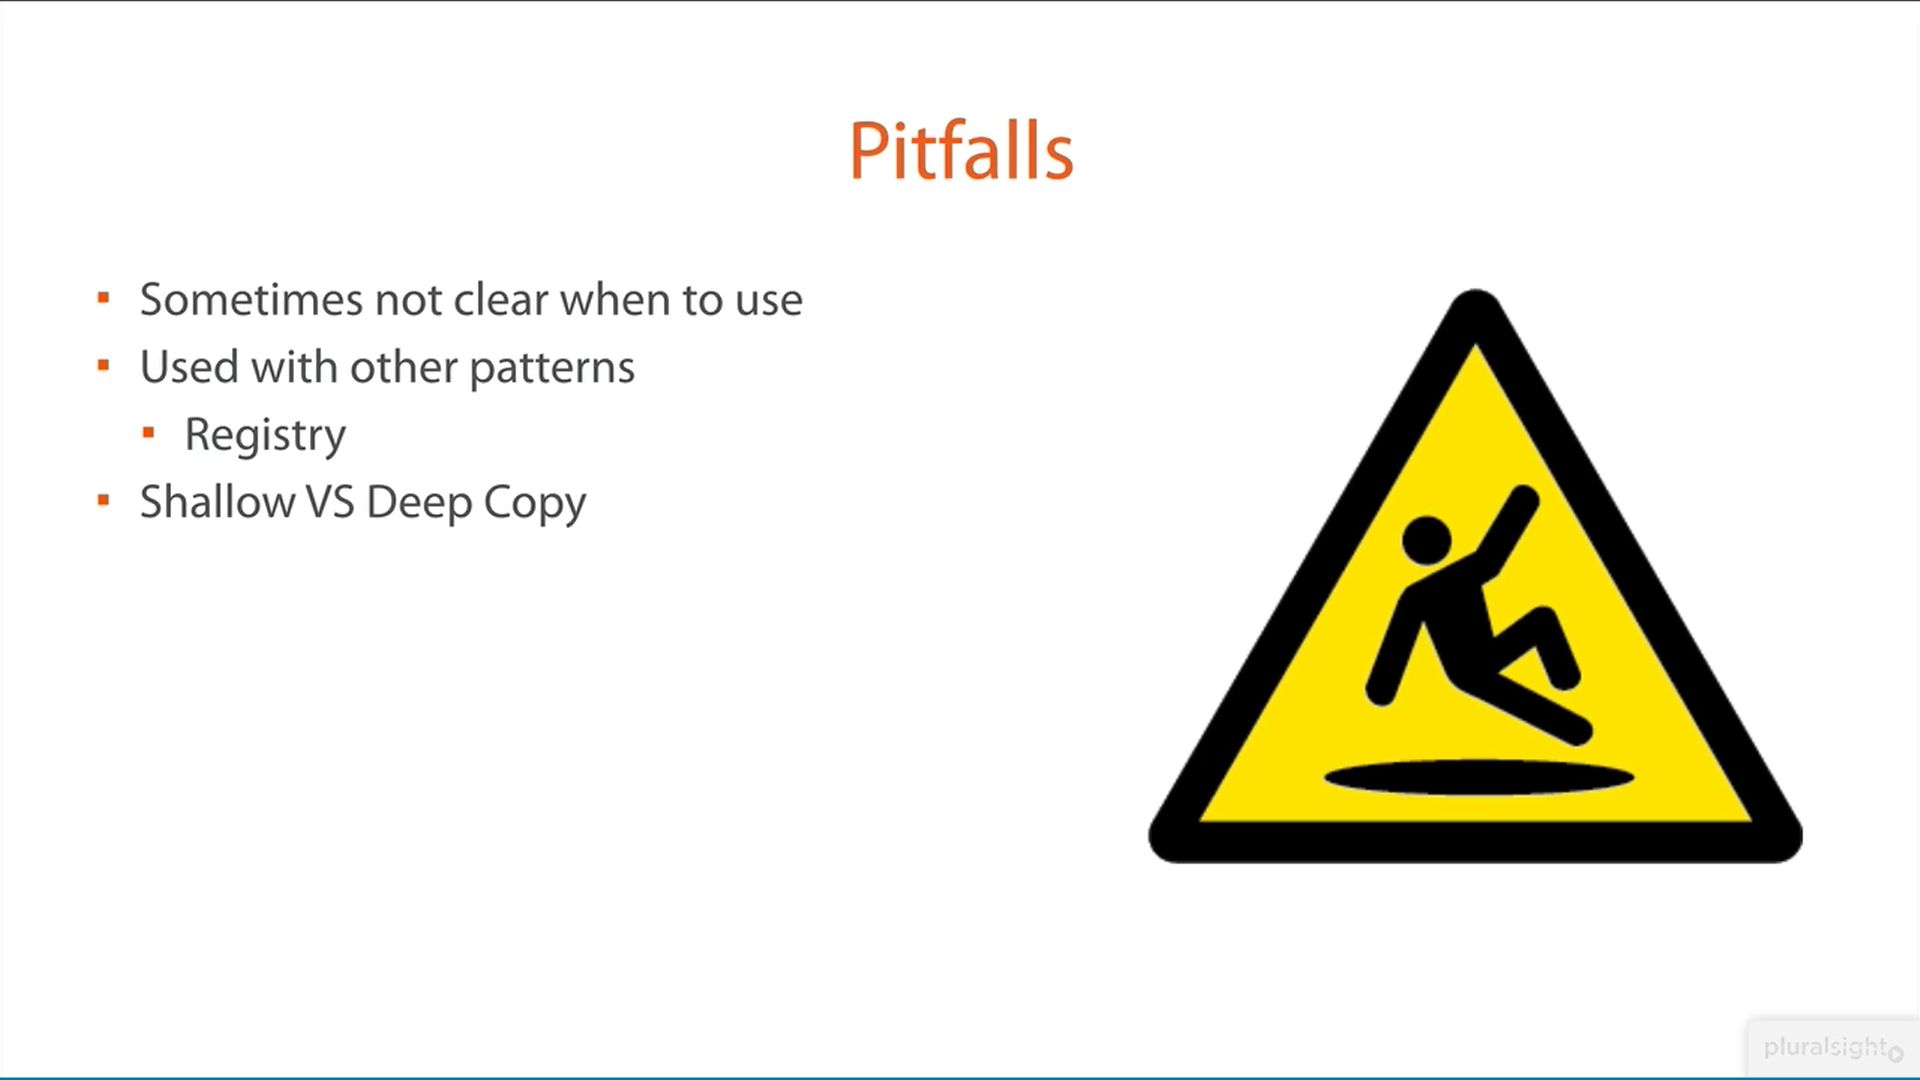 Pitfalls
Sometimes not clear when to use
Used with other patterns
Registry
Shallow VS Deep Copy
pluralsight